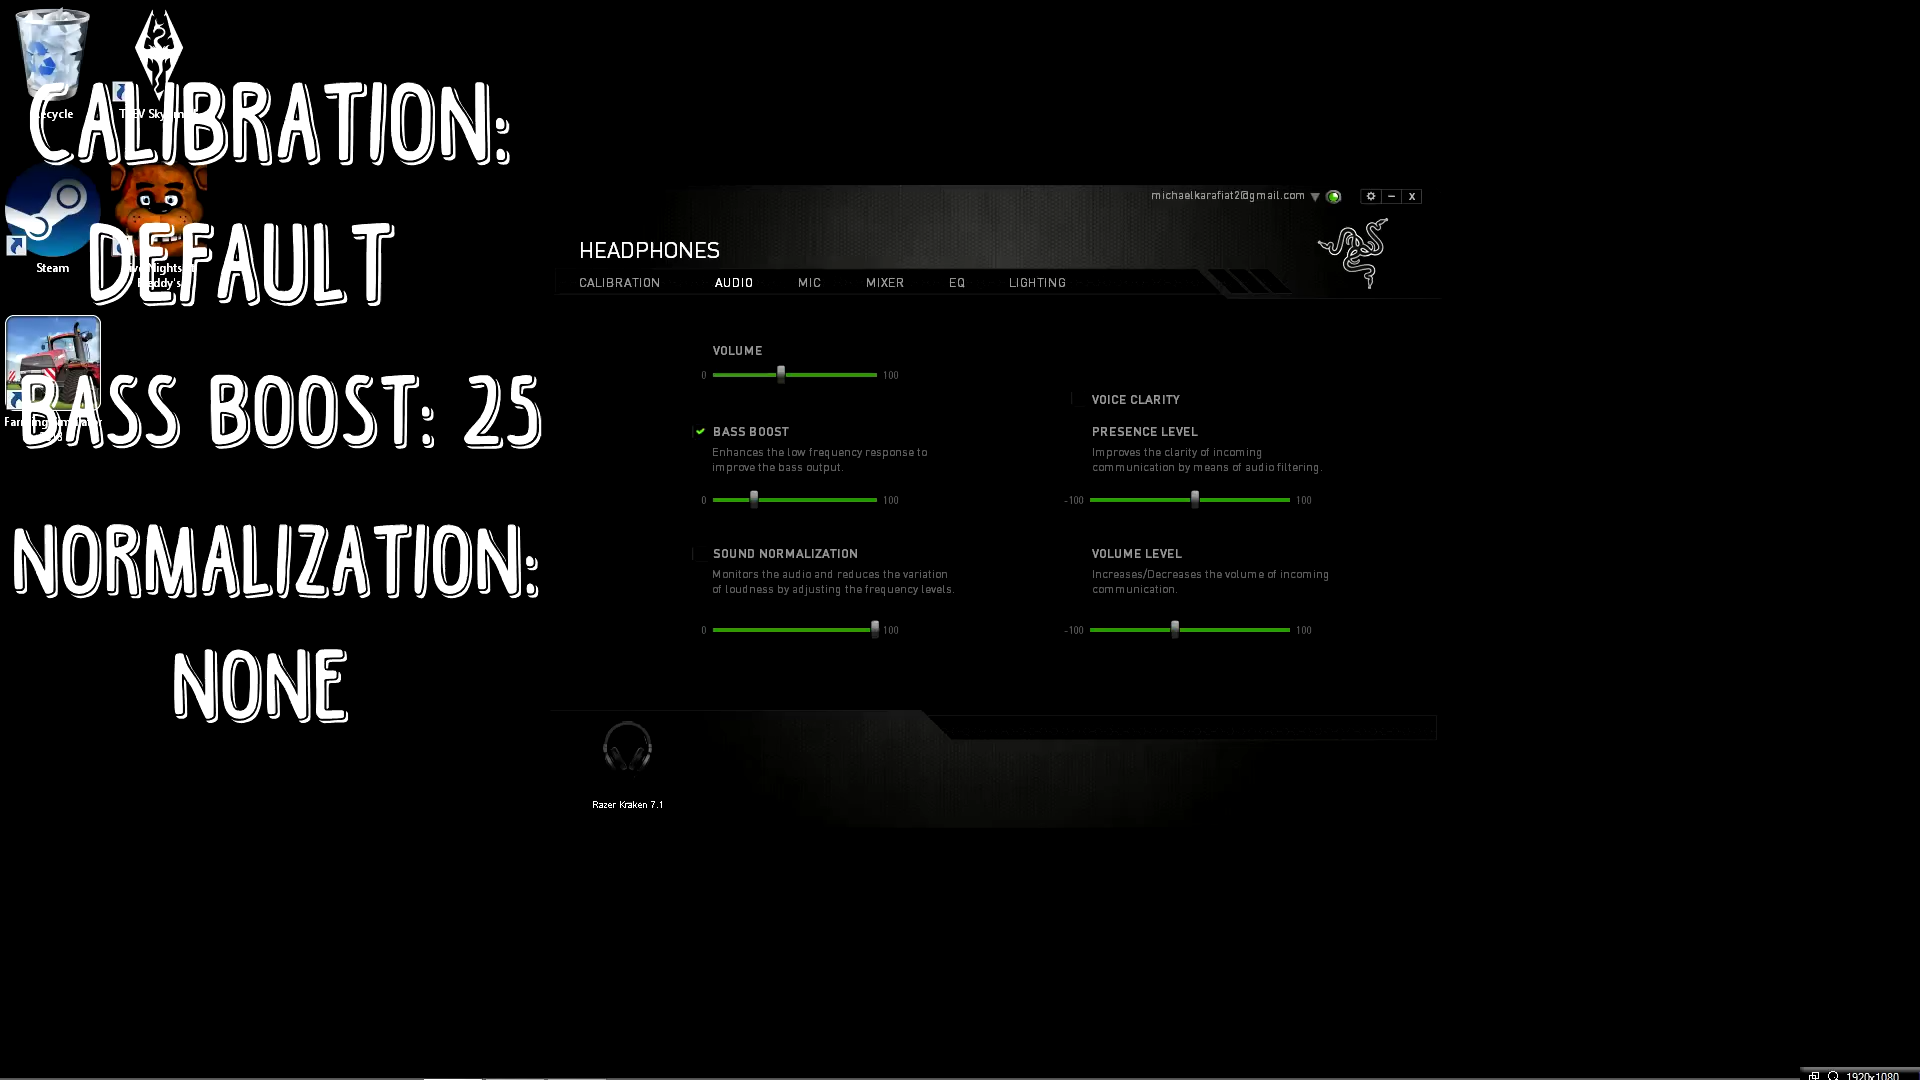 CALIBRATION:
DEFAULT
BASS BOOST: 25
NORMALIZATION:
NONE
Steam
michaelkarafiat2@gmail.com
X
HEADPHONES
CALIBRATION AUDIO MIC MIXER EQ LIGHTING
VOLUME
0 100
BASS BOOST
Enhances the low frequency response to
improve the bass output.
0 100
SOUND NORMALIZATION
Monitors the audio and reduces the variation
of loudness by adjusting the frequency levels.
0 100
VOICE CLARITY
PRESENCE LEVEL
Improves the clarity of incoming
communication by means of audio filtering.
-100 100
VOLUME LEVEL
Increases/Decreases the volume of incoming
communication.
-100 100
Razer Kraken 7.1
1920x1080